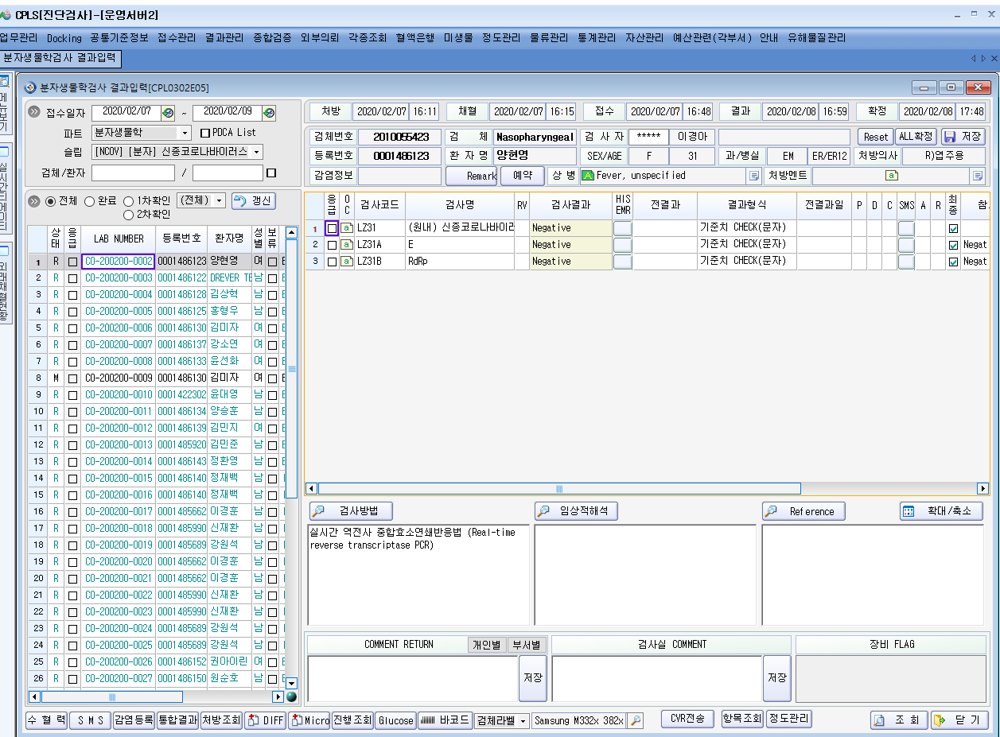 CPLS[진단검사]-[운영서버2]
업무관리 Docking 공통기준정보 접수관리 결과관리 종합검증 외부의뢰 각종조회 혈액은행 미생물 정도관리 물류관리 통계관리 자산관리 예산관련(각부서) 안내 유해물질관리
분자생물학검사 결과입력
분자생물학검사 결과입력[CPL0302E05]
접수일자 2020/02/07 ~ 2020/02/09
파트 분자생물학 PDCA List
슬립 [NCOV] [분자] 신종코로나바이러스
검체/환자 /
처방 2020/02/07 16:11 채혈 2020/02/07 16:15 접수 2020/02/07 16:48 결과 2020/02/08 16:59 확정 2020/02/08 17:48
검체번호 2010055423 검 체 Nasopharyngeal 검 사 자 ***** 이경아 Reset ALL확정 저장
등록번호 0001486123 환 자 명 양현영 SEX/AGE F 31 과/병실 EM ER/ER12 처방의사 R)엽주용
감염정보 Remark 예약 상 병 Fever, unspecified 처방멘트
전체 완료 1차확인 2차확인 (전체) 갱신
상태 응급 LAB NUMBER 등록번호 환자명 성별 보류
1 R C0-200200-0002 0001486123 양현영 여
2 R C0-200200-0003 0001486122 DREYER TE 남
3 R C0-200200-0004 0001486128 김상혁 남
4 R C0-200200-0005 0001486125 홍형우 남
5 R C0-200200-0006 0001486130 김미자 여
6 R C0-200200-0007 0001486137 강소연 여
7 R C0-200200-0008 0001486133 윤선화 여
8 M C0-200200-0009 0001486130 김미자 여
9 R C0-200200-0010 0001422302 윤대영 남
10 R C0-200200-0011 0001486134 양승훈 남
11 R C0-200200-0012 0001486139 김민지 여
12 R C0-200200-0013 0001485920 김민준 남
13 R C0-200200-0014 0001486143 정환영 남
14 R C0-200200-0015 0001486140 정재백 남
15 R C0-200200-0016 0001486140 정재백 남
16 R C0-200200-0017 0001485662 이경훈 남
17 R C0-200200-0018 0001485990 신재환 남
18 R C0-200200-0019 0001485689 강원석 남
19 R C0-200200-0020 0001485662 이경훈 남
20 R C0-200200-0021 0001485662 이경훈 남
21 R C0-200200-0022 0001485990 신재환 남
22 R C0-200200-0023 0001485990 신재환 남
23 R C0-200200-0024 0001485689 강원석 남
24 R C0-200200-0025 0001485689 강원석 남
25 R C0-200200-0026 0001486152 권아이린 여
26 R C0-200200-0027 0001486150 원순호 남
응급 OC 검사코드 검사명 RV 검사결과 HIS EMR 전결과 결과형식 전결과일 P D C SMS A R 최종 참
1 a LZ31 (원내) 신종코로나바이러 Negative 기준치 CHECK(문자)
2 a LZ31A E Negative 기준치 CHECK(문자) Negat
3 a LZ31B RdRp Negative 기준치 CHECK(문자) Negat
검사방법 임상적해석 Reference 확대/축소
실시간 역전사 중합효소연쇄반응법 (Real-time
reverse transcriptase PCR)
COMMENT RETURN 개인별 부서별 검사실 COMMENT 장비 FLAG
저장 저장
수 혈 력 S M S 감염등록 통합결과 처방조회 DIFF Micro 진행조회 Glucose 바코드 검체라벨 Samsung M332x 382x CVR전송 항목조회 정도관리 조 회 닫 기